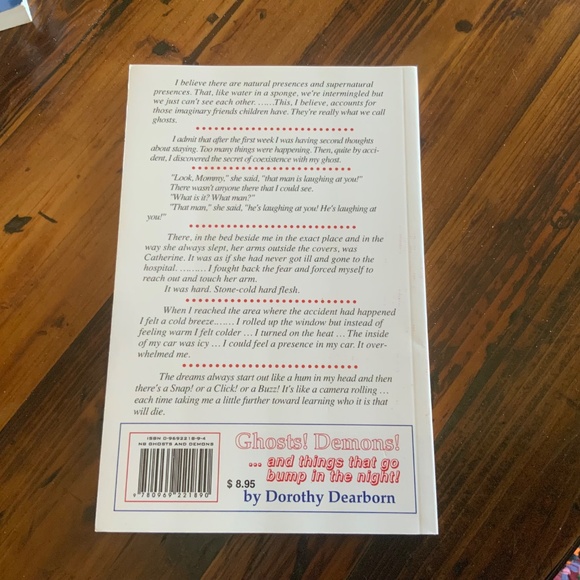 I believe there are natural presences and supernatural
presences. That, like water in a sponge, we're intermingled but
we just can't see each other. ......This, I believe, accounts for
those imaginary friends children have. They're really what we call
ghosts.
I admit that after the first week I was having second thoughts
about staying. Too many things were happening. Then, quite by acci-
dent, I discovered the secret of coexistence with my ghost.
"Look, Mommy," she said, "that man is laughing at you!"
There wasn't anyone there that I could see.
"What is it? What man?"
"That man," she said, "he's laughing at you! He's laughing at
you!"
There, in the bed beside me in the exact place and in the
way she always slept, her arms outside the covers, was
Catherine. It was as if she had never got ill and gone to the
hospital. ......... I fought back the fear and forced myself to
reach out and touch her arm.
It was hard. Stone-cold hard flesh.
When I reached the area where the accident had happened
I felt a cold breeze...... I rolled up the window but instead of
feeling warm I felt colder ... I turned on the heat ... The inside
of my car was icy ... I could feel a presence in my car. It over-
whelmed me.
The dreams always start out like a hum in my head and then
there's a Snap! or a Click! or a Buzz! It's like a camera rolling ...
each time taking me a little further toward learning who it is that
will die.
ISBN 0-9692218-9-4
NB GHOSTS AND DEMONS
9 780969 221890
$ 8.95
Ghosts! Demons!
... and things that go
bump in the night!
by Dorothy Dearborn